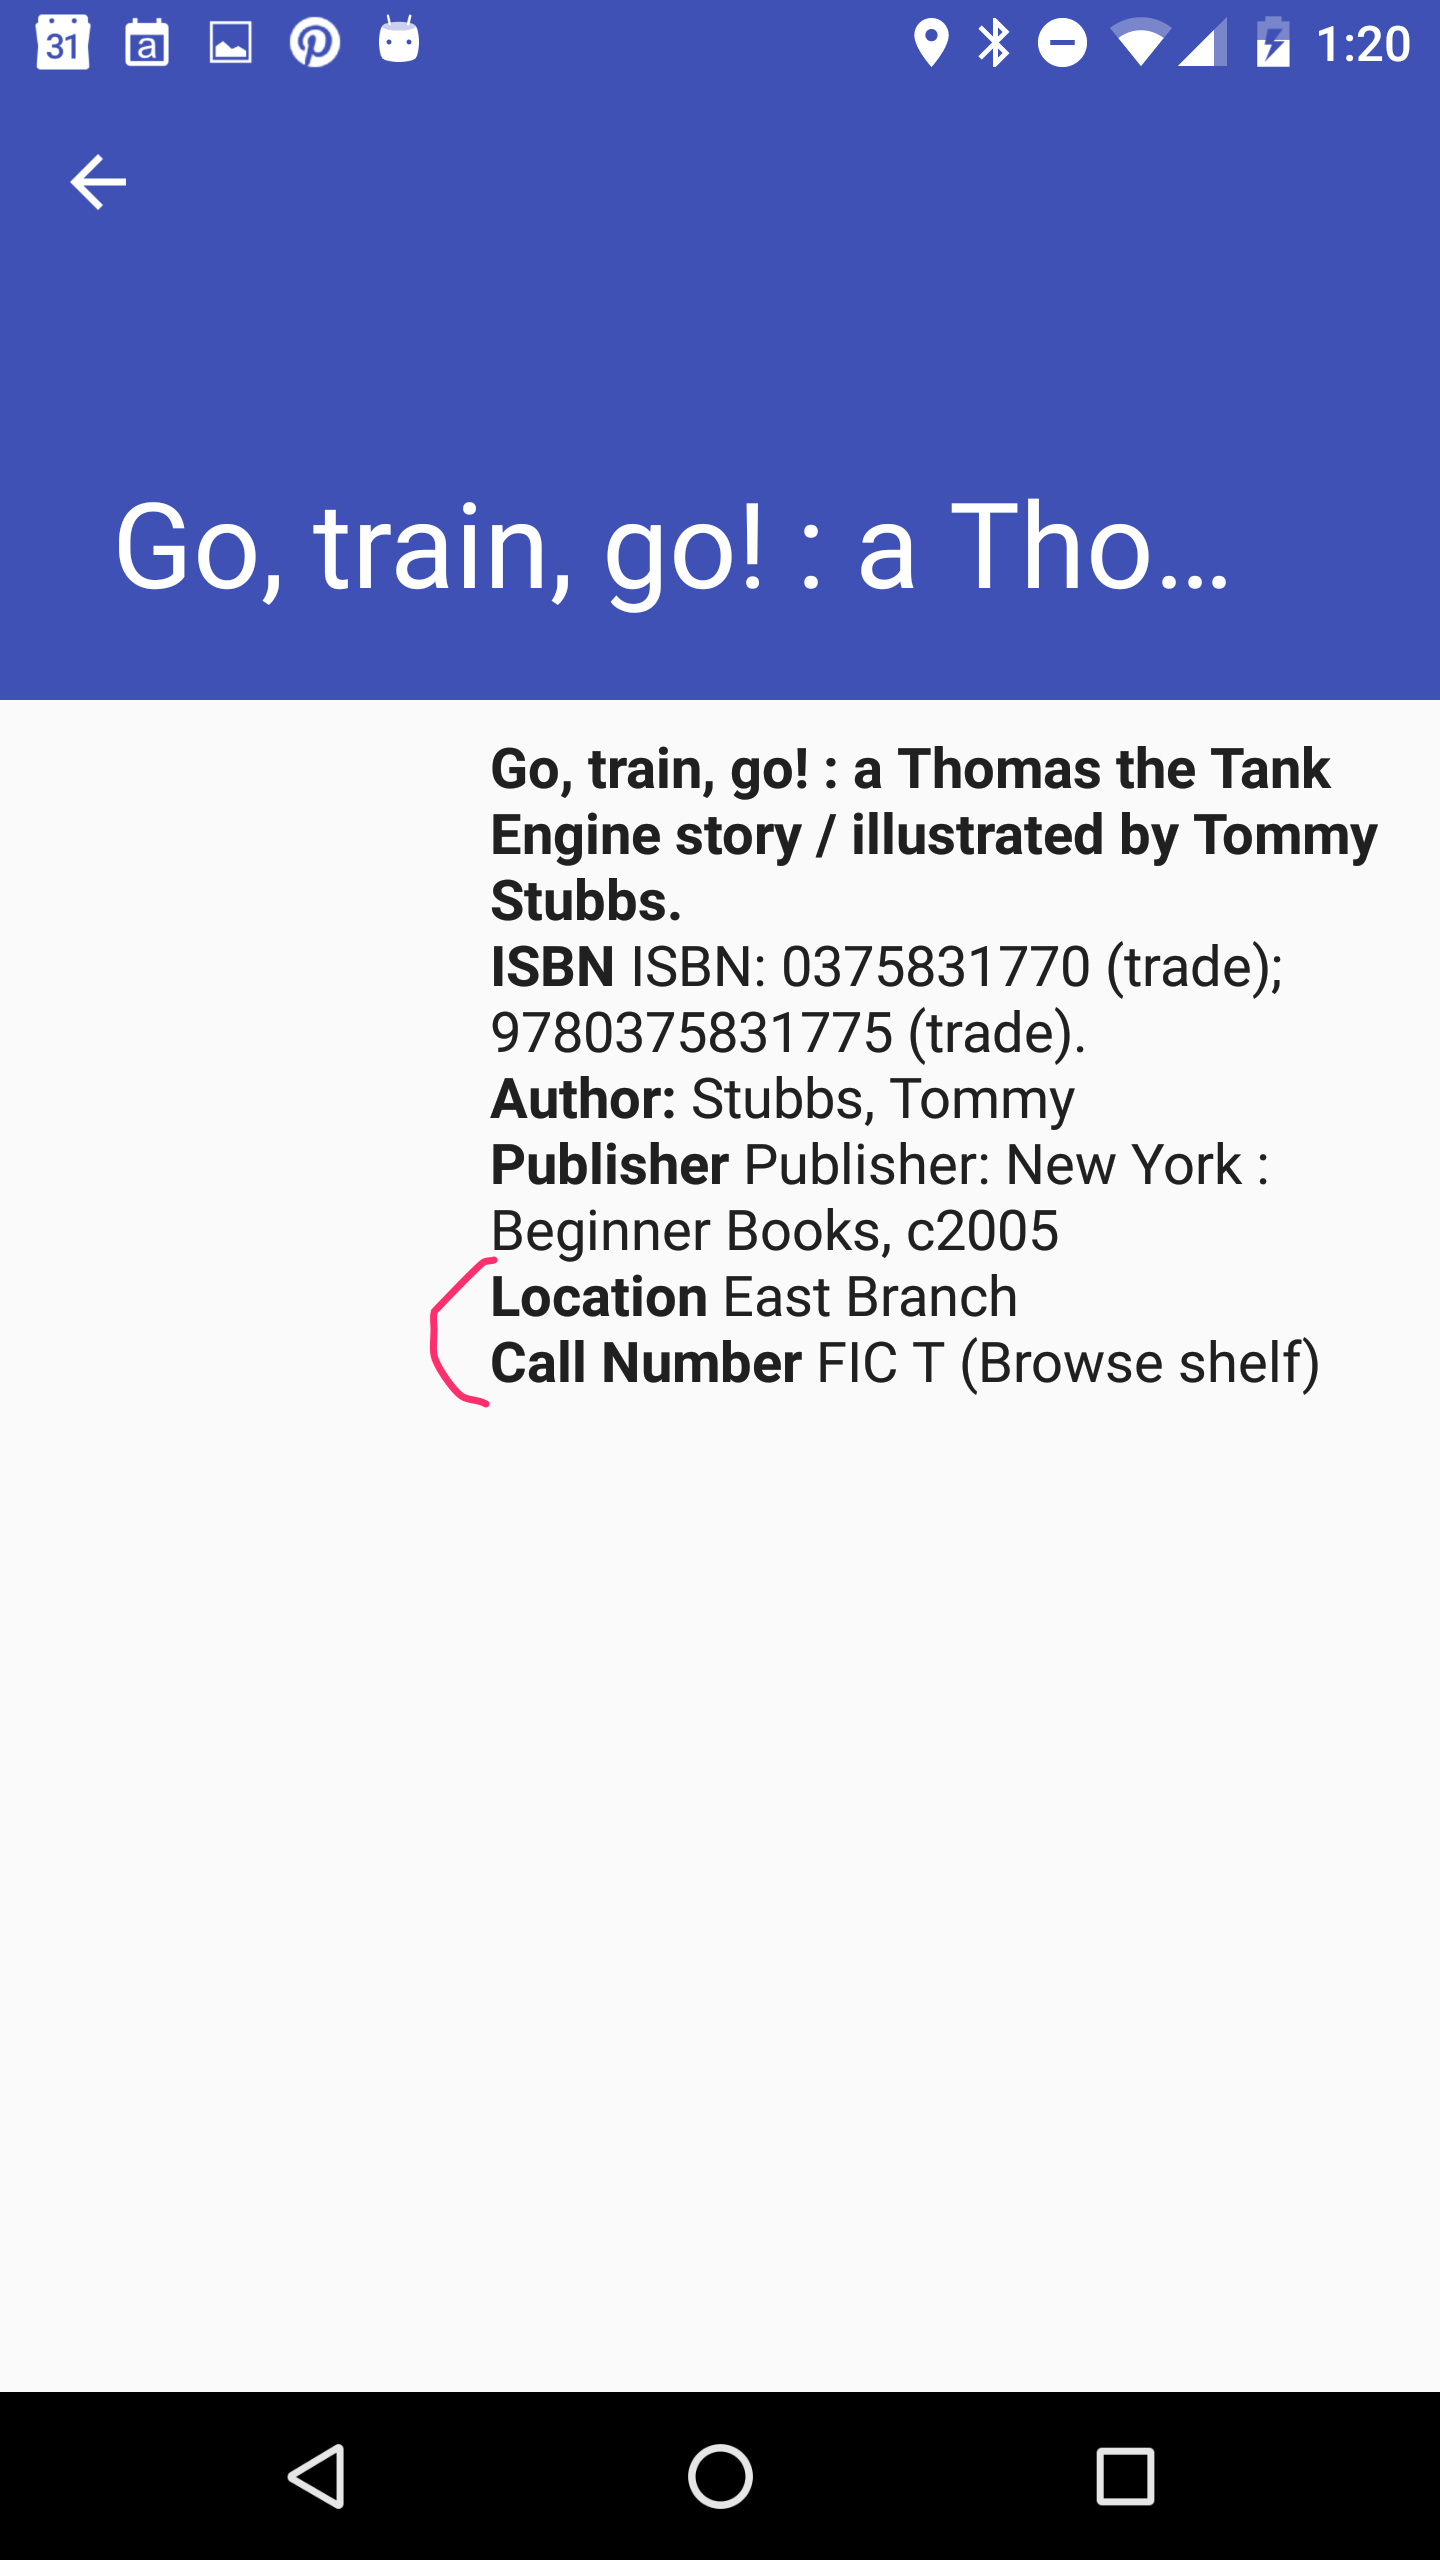 31 a 1:20
Go, train, go! : a Tho...
Go, train, go! : a Thomas the Tank
Engine story / illustrated by Tommy
Stubbs.
ISBN ISBN: 0375831770 (trade);
9780375831775 (trade).
Author: Stubbs, Tommy
Publisher Publisher: New York :
Beginner Books, c2005
Location East Branch
Call Number FIC T (Browse shelf)